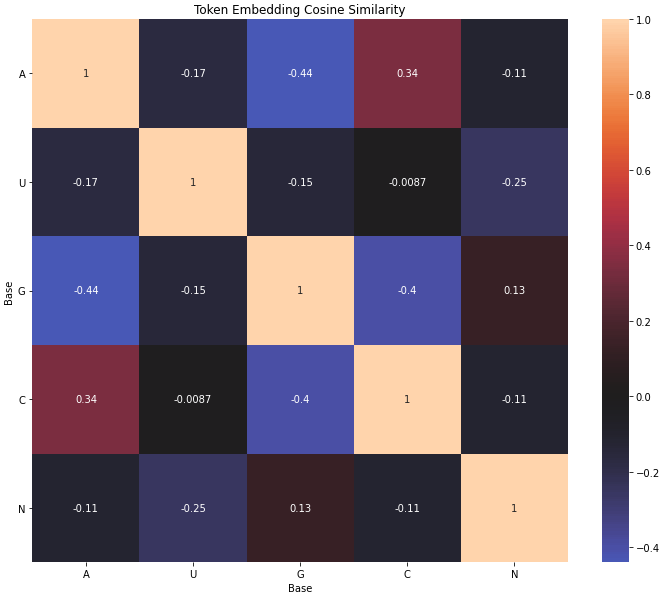 Token Embedding Cosine Similarity
A 1 -0.17 -0.44 0.34 -0.11
U -0.17 1 -0.15 -0.0087 -0.25
G -0.44 -0.15 1 -0.4 0.13
C 0.34 -0.0087 -0.4 1 -0.11
N -0.11 -0.25 0.13 -0.11 1
A U G C N
Base
Base
1.0
0.8
0.6
0.4
0.2
0.0
−0.2
−0.4